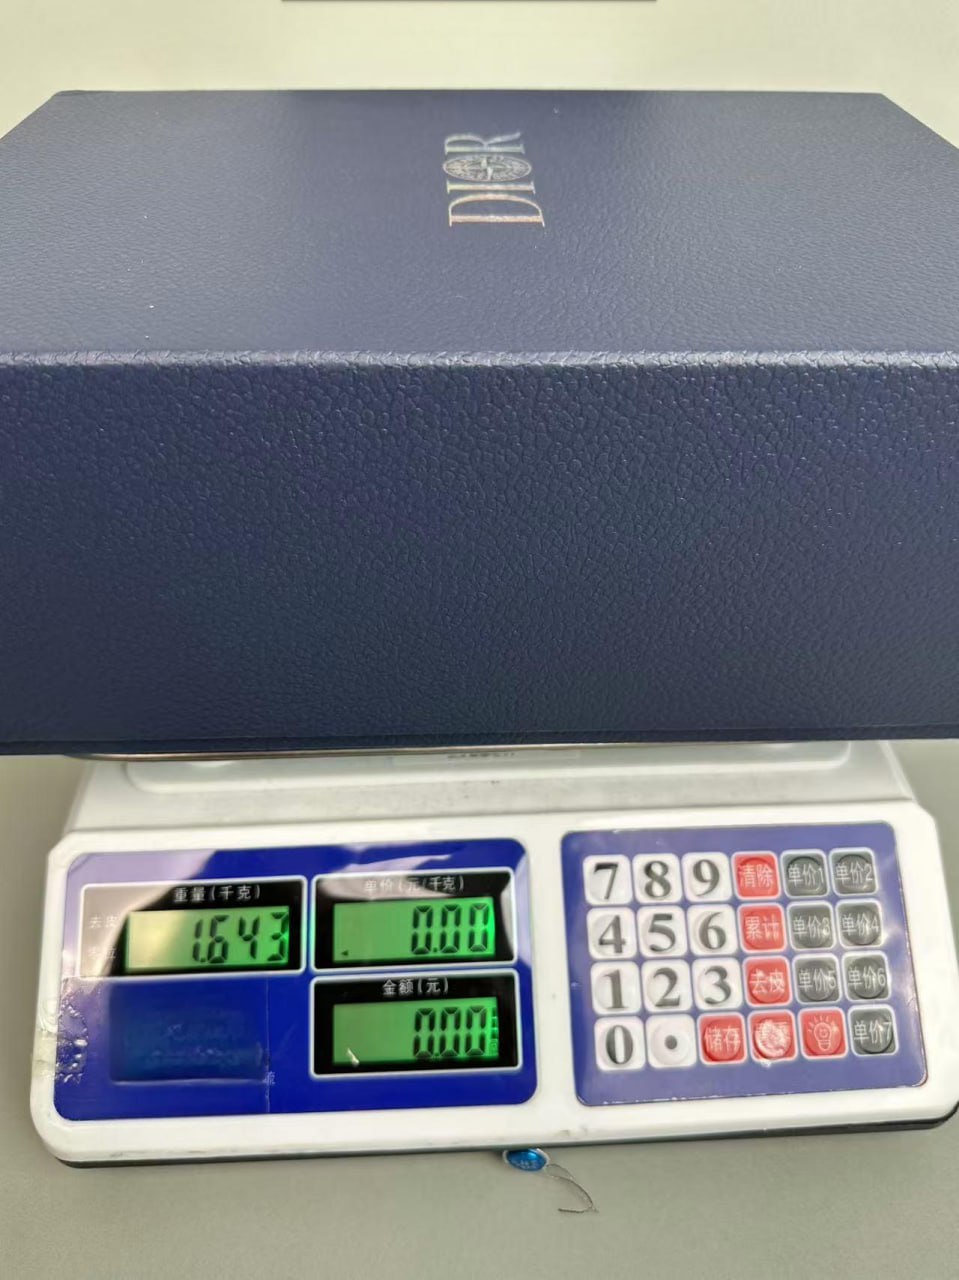 DIOR
重量(千克)
单价(元/千克)
去皮
1.643
0.00
金额(元)
0.00
7 8 9 清除 单价1 单价2
4 5 6 累计 单价3 单价4
1 2 3 去皮 单价5 单价6
0 . 储存 单价7